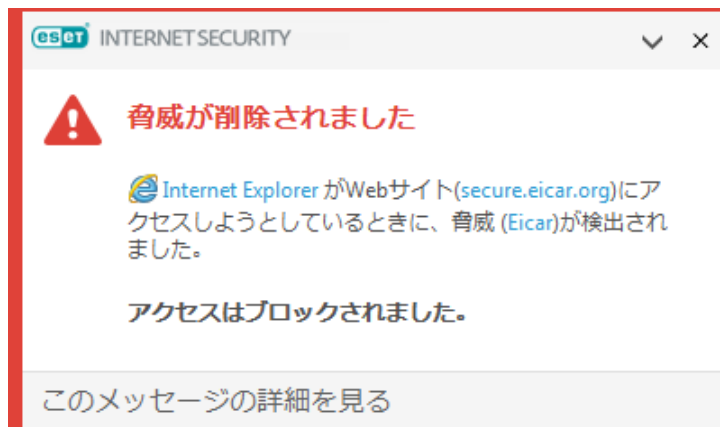 eset INTERNET SECURITY
脅威が削除されました
Internet Explorer がWebサイト(secure.eicar.org)にア
クセスしようとしているときに、脅威 (Eicar)が検出され
ました。
アクセスはブロックされました。
このメッセージの詳細を見る